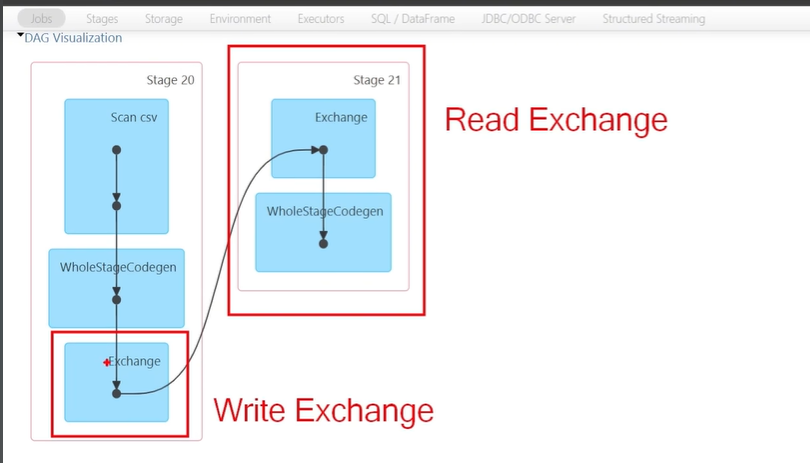 Jobs Stages Storage Environment Executors SQL / DataFrame JDBC/ODBC Server Structured Streaming
DAG Visualization
Stage 20
Scan csv
WholeStageCodegen
Exchange
Stage 21
Exchange
WholeStageCodegen
Read Exchange
Write Exchange